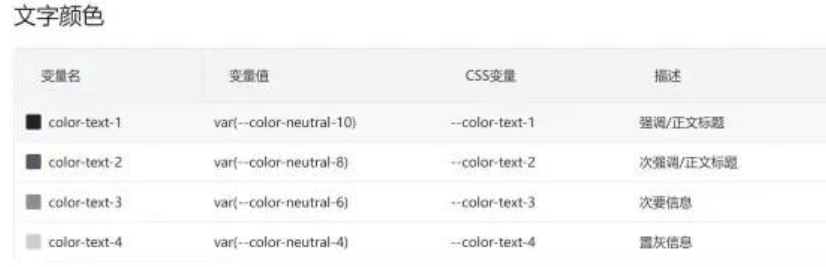 文字颜色
变量名 变量值 CSS变量 描述
color-text-1 var(--color-neutral-10) --color-text-1 强调/正文标题
color-text-2 var(--color-neutral-8) --color-text-2 次强调/正文标题
color-text-3 var(--color-neutral-6) --color-text-3 次要信息
color-text-4 var(--color-neutral-4) --color-text-4 置灰信息